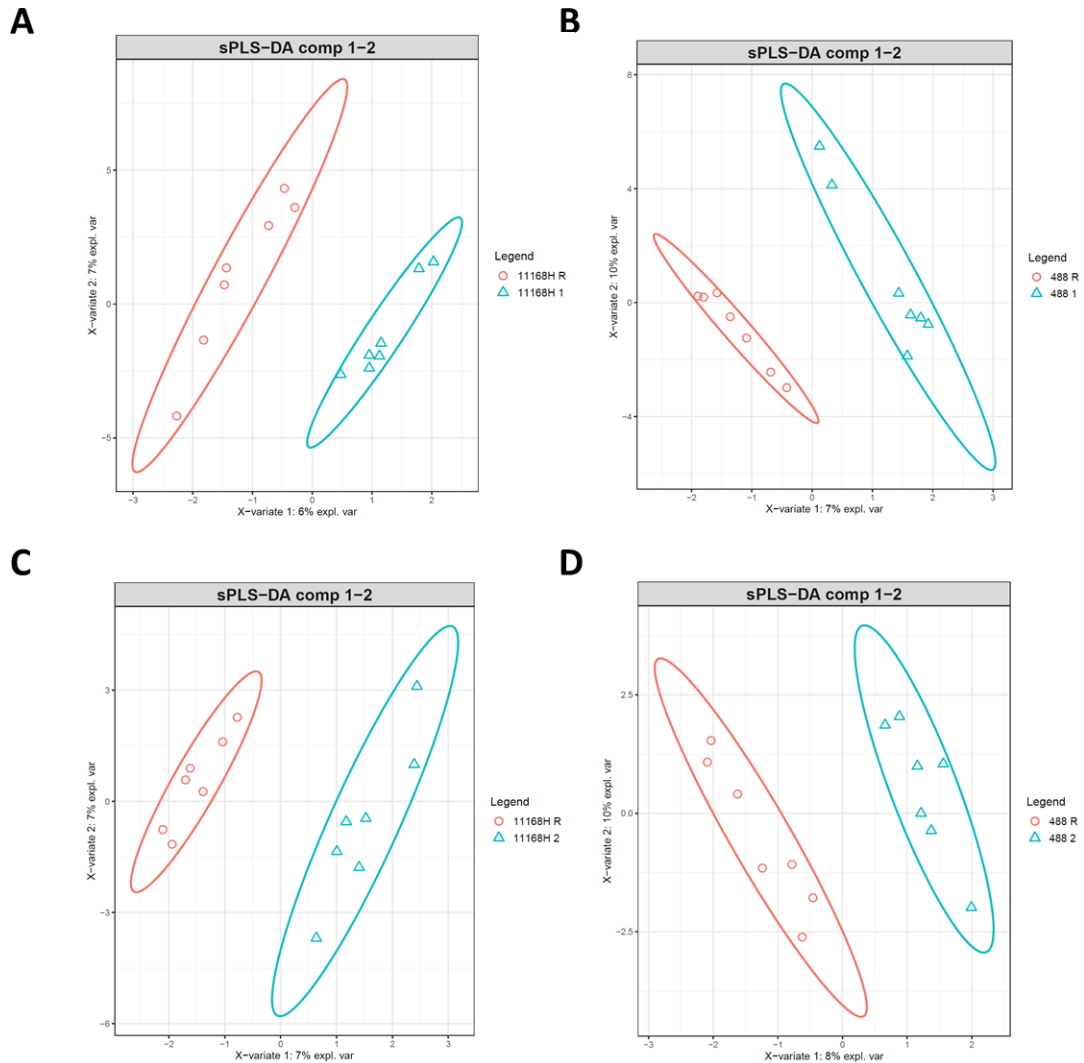 A
sPLS−DA comp 1−2
X−variate 2: 7% expl. var
5
0
−5
−3
−2
−1
0
1
2
X−variate 1: 6% expl. var
Legend
11168H R
11168H 1
B
sPLS−DA comp 1−2
X−variate 2: 10% expl. var
8
4
0
−4
−2
−1
0
1
2
3
X−variate 1: 7% expl. var
Legend
488 R
488 1
C
sPLS−DA comp 1−2
X−variate 2: 7% expl. var
3
0
−3
−6
−2
−1
0
1
2
3
X−variate 1: 7% expl. var
Legend
11168H R
11168H 2
D
sPLS−DA comp 1−2
X−variate 2: 10% expl. var
2.5
0.0
−2.5
−3
−2
−1
0
1
2
X−variate 1: 8% expl. var
Legend
488 R
488 2